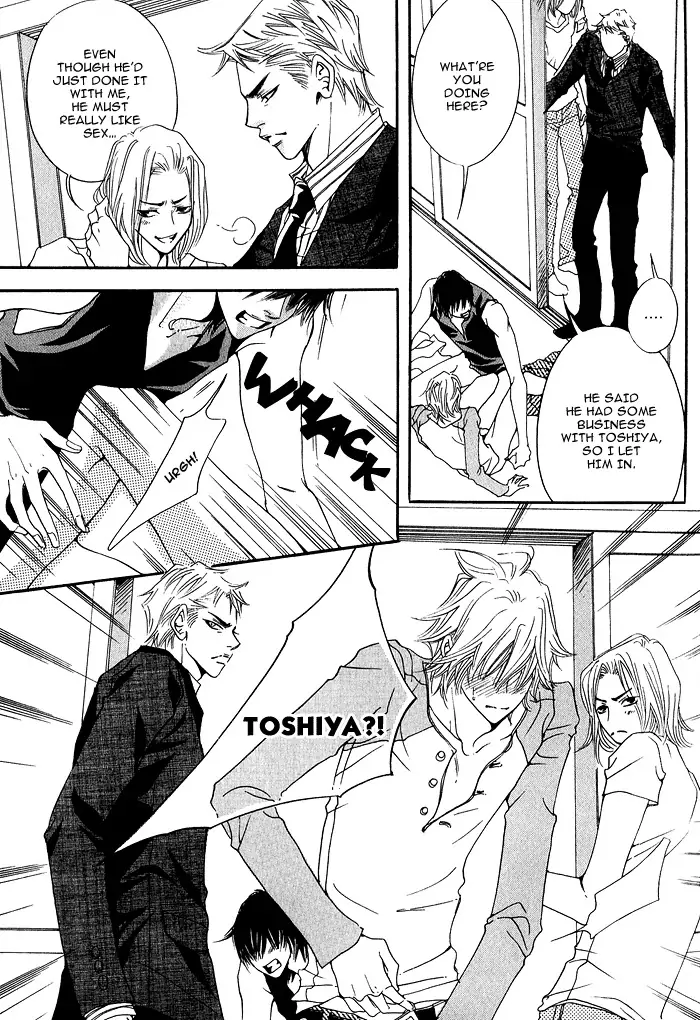 WHAT'RE
YOU
DOING
HERE?
....
HE SAID
HE HAD SOME
BUSINESS
WITH TOSHIYA,
SO I LET
HIM IN.
EVEN
THOUGH HE'D
JUST DONE IT
WITH ME,
HE MUST
REALLY LIKE
SEX...
WHACK
URGH!
TOSHIYA?!